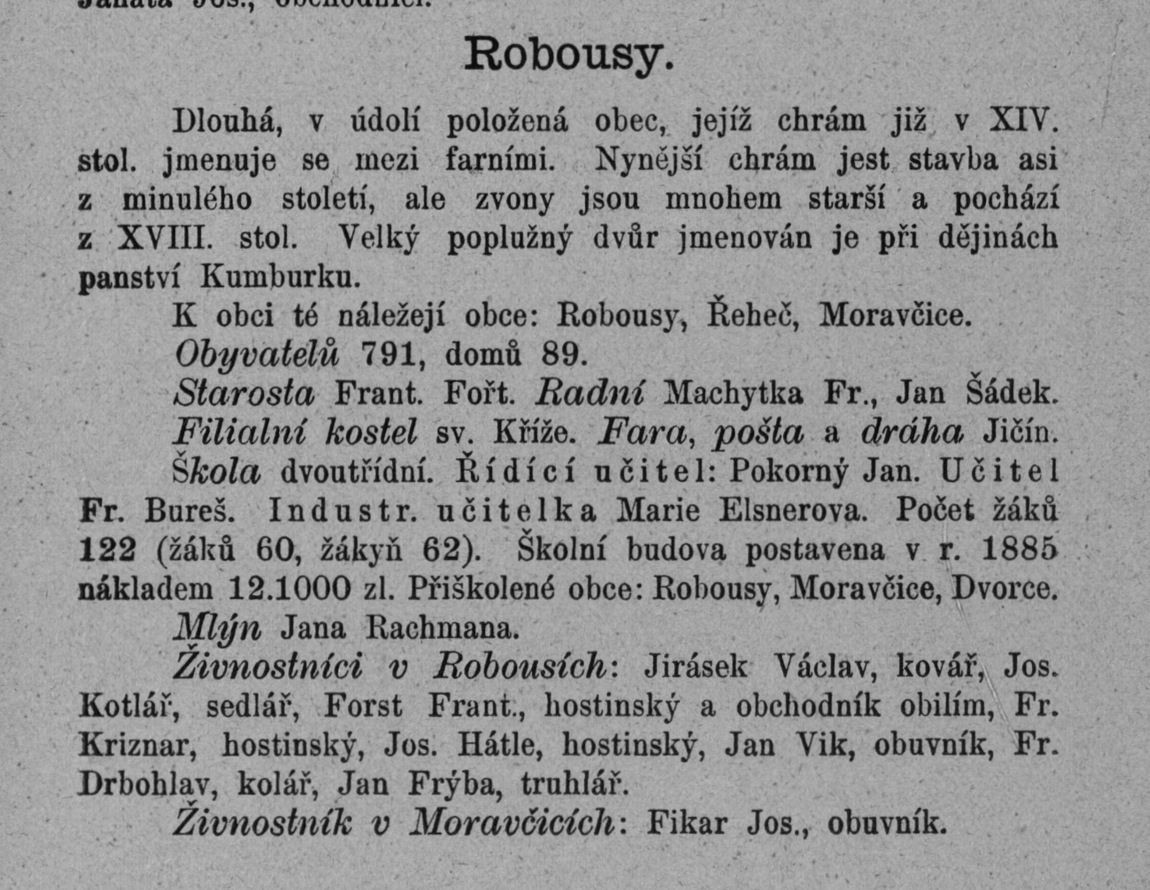 Janata Jos., obchodníci.
Robousy.
Dlouhá, v údolí položená obec, jejíž chrám již v XIV.
stol. jmenuje se mezi farními. Nynější chrám jest stavba asi
z minulého století, ale zvony jsou mnohem starší a pochází
z XVIII. stol. Velký poplužný dvůr jmenován je při dějinách
panství Kumburku.
K obci té náležejí obce: Robousy, Řeheč, Moravčice.
Obyvatelů 791, domů 89.
Starosta Frant. Fořt. Radní Machytka Fr., Jan Šádek.
Filialní kostel sv. Kříže. Fara, pošta a dráha Jičín.
Škola dvoutřídní. Řídící učitel: Pokorný Jan. Učitel
Fr. Bureš. Industr. učitelka Marie Elsnerova. Počet žáků
122 (žáků 60, žákyň 62). Školní budova postavena v r. 1885
nákladem 12.1000 zl. Přiškolené obce: Robousy, Moravčice, Dvorce.
Mlýn Jana Rachmana.
Živnostníci v Robousích: Jirásek Václav, kovář, Jos.
Kotlář, sedlář, Forst Frant., hostinský a obchodník obilím, Fr.
Kriznar, hostinský, Jos. Hátle, hostinský, Jan Vik, obuvník, Fr.
Drbohlav, kolář, Jan Frýba, truhlář.
Živnostník v Moravčicích: Fikar Jos., obuvník.